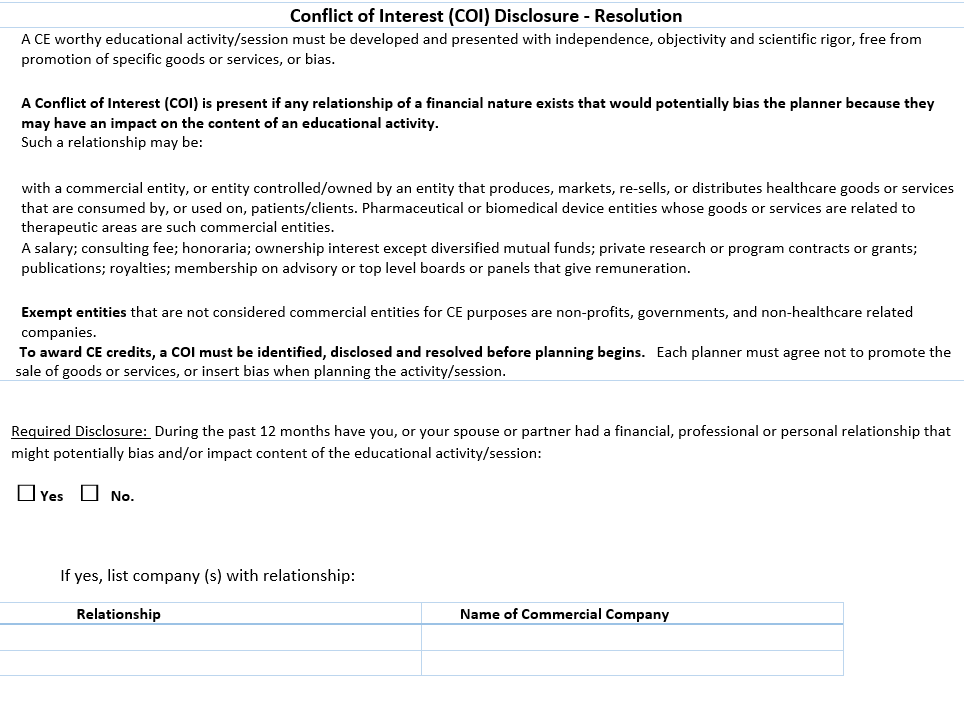 Conflict of Interest (COI) Disclosure - Resolution
A CE worthy educational activity/session must be developed and presented with independence, objectivity and scientific rigor, free from
promotion of specific goods or services, or bias.
A Conflict of Interest (COI) is present if any relationship of a financial nature exists that would potentially bias the planner because they
may have an impact on the content of an educational activity.
Such a relationship may be:
with a commercial entity, or entity controlled/owned by an entity that produces, markets, re-sells, or distributes healthcare goods or services
that are consumed by, or used on, patients/clients. Pharmaceutical or biomedical device entities whose goods or services are related to
therapeutic areas are such commercial entities.
A salary; consulting fee; honoraria; ownership interest except diversified mutual funds; private research or program contracts or grants;
publications; royalties; membership on advisory or top level boards or panels that give remuneration.
Exempt entities that are not considered commercial entities for CE purposes are non-profits, governments, and non-healthcare related
companies.
To award CE credits, a COI must be identified, disclosed and resolved before planning begins. Each planner must agree not to promote the
sale of goods or services, or insert bias when planning the activity/session.
Required Disclosure: During the past 12 months have you, or your spouse or partner had a financial, professional or personal relationship that
might potentially bias and/or impact content of the educational activity/session:
☐ Yes ☐ No.
If yes, list company (s) with relationship:
Relationship Name of Commercial Company